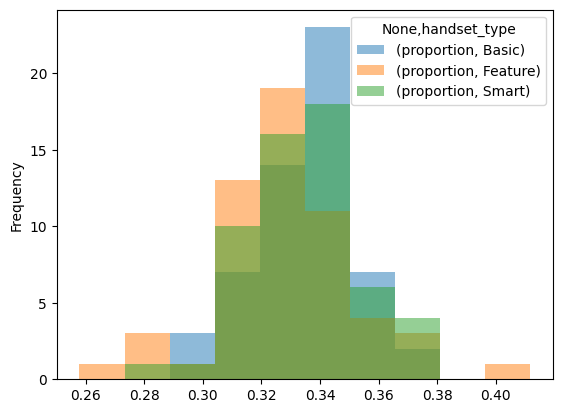 None,handset_type
(proportion, Basic)
(proportion, Feature)
(proportion, Smart)
Frequency
20
15
10
5
0
0.26 0.28 0.30 0.32 0.34 0.36 0.38 0.40